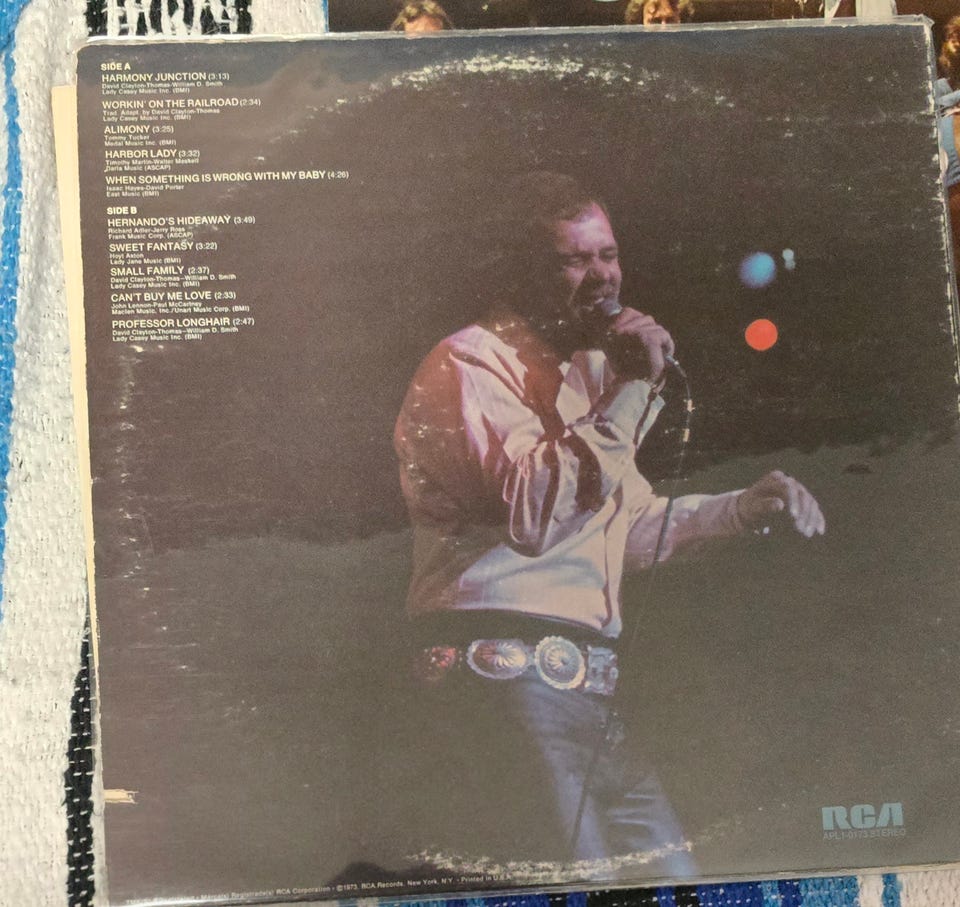 SIDE A
HARMONY JUNCTION (3:13)
David Clayton-Thomas-William D. Smith
Lady Casey Music Inc. (BMI)
WORKIN' ON THE RAILROAD (2:34)
Trad. Adapt. by David Clayton-Thomas
Lady Casey Music Inc. (BMI)
ALIMONY (3:25)
Tommy Tucker
Medal Music Inc. (BMI)
HARBOR LADY (3:32)
Timothy Martin-Walter Meskell
Daria Music (ASCAP)
WHEN SOMETHING IS WRONG WITH MY BABY (4:26)
Isaac Hayes-David Porter
East Music (BMI)
SIDE B
HERNANDO'S HIDEAWAY (3:49)
Richard Adler-Jerry Ross
Frank Music Corp. (ASCAP)
SWEET FANTASY (3:22)
Hoyt Axton
Lady Jane Music (BMI)
SMALL FAMILY (2:37)
David Clayton-Thomas—William D. Smith
Lady Casey Music Inc. (BMI)
CAN'T BUY ME LOVE (2:33)
John Lennon-Paul McCartney
Maclen Music, Inc./Unart Music Corp. (BMI)
PROFESSOR LONGHAIR (2:47)
David Clayton-Thomas—William D. Smith
Lady Casey Music Inc. (BMI)
RCA
APL1-0173 STEREO
Marca(s) Registrada(s) RCA Corporation • ©1973, RCA Records, New York, N.Y. • Printed in U.S.A.